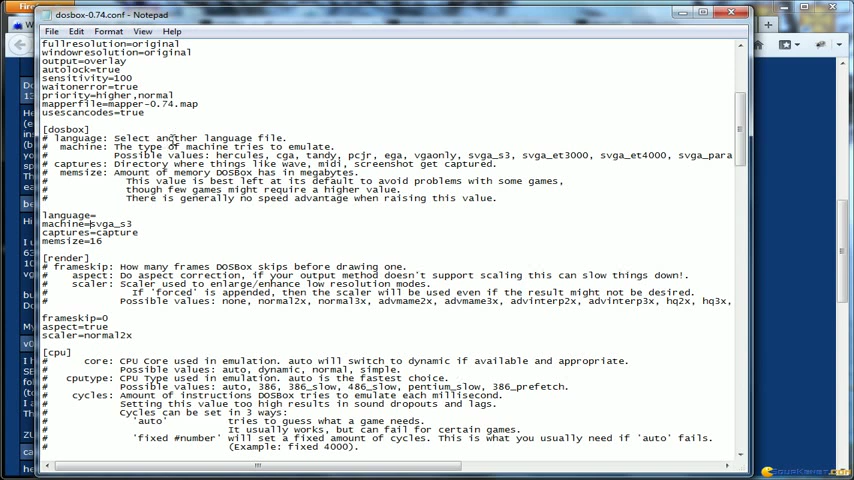 Firefox
dosbox-0.74.conf - Notepad
File Edit Format View Help
fullresolution=original
windowresolution=original
output=overlay
autolock=true
sensitivity=100
waitonerror=true
priority=higher,normal
mapperfile=mapper-0.74.map
usescancodes=true
[dosbox]
# language: Select another language file.
# machine: The type of machine tries to emulate.
# Possible values: hercules, cga, tandy, pcjr, ega, vgaonly, svga_s3, svga_et3000, svga_et4000, svga_para
# captures: Directory where things like wave, midi, screenshot get captured.
# memsize: Amount of memory DOSBox has in megabytes.
# This value is best left at its default to avoid problems with some games,
# though few games might require a higher value.
# There is generally no speed advantage when raising this value.
language=
machine=svga_s3
captures=capture
memsize=16
[render]
# frameskip: How many frames DOSBox skips before drawing one.
# aspect: Do aspect correction, if your output method doesn't support scaling this can slow things down!.
# scaler: Scaler used to enlarge/enhance low resolution modes.
# If 'forced' is appended, then the scaler will be used even if the result might not be desired.
# Possible values: none, normal2x, normal3x, advmame2x, advmame3x, advinterp2x, advinterp3x, hq2x, hq3x,
frameskip=0
aspect=true
scaler=normal2x
[cpu]
# core: CPU Core used in emulation. auto will switch to dynamic if available and appropriate.
# Possible values: auto, dynamic, normal, simple.
# cputype: CPU Type used in emulation. auto is the fastest choice.
# Possible values: auto, 386, 386_slow, 486_slow, pentium_slow, 386_prefetch.
# cycles: Amount of instructions DOSBox tries to emulate each millisecond.
# Setting this value too high results in sound dropouts and lags.
# Cycles can be set in 3 ways:
# 'auto' tries to guess what a game needs.
# It usually works, but can fail for certain games.
# 'fixed #number' will set a fixed amount of cycles. This is what you usually need if 'auto' fails.
# (Example: fixed 4000).